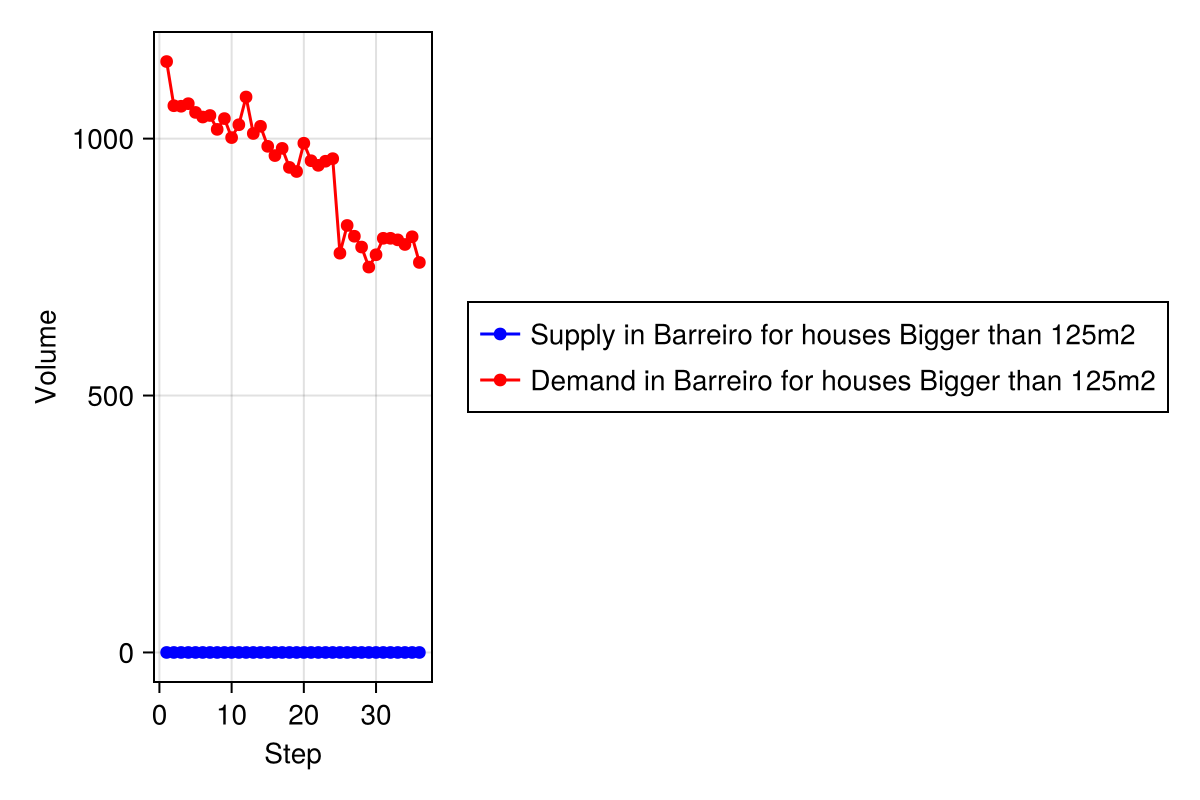 Volume
1000
500
0
0 10 20 30
Step
Supply in Barreiro for houses Bigger than 125m2
Demand in Barreiro for houses Bigger than 125m2